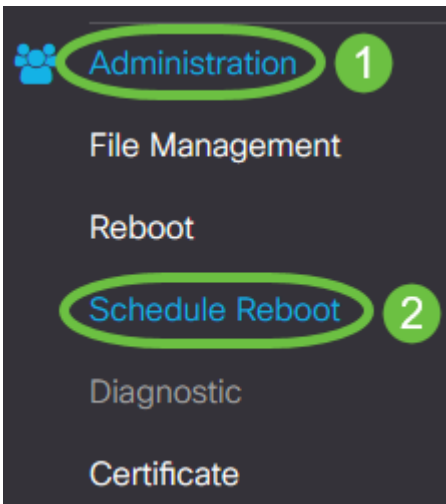 Administration 1
File Management
Reboot
Schedule Reboot 2
Diagnostic
Certificate